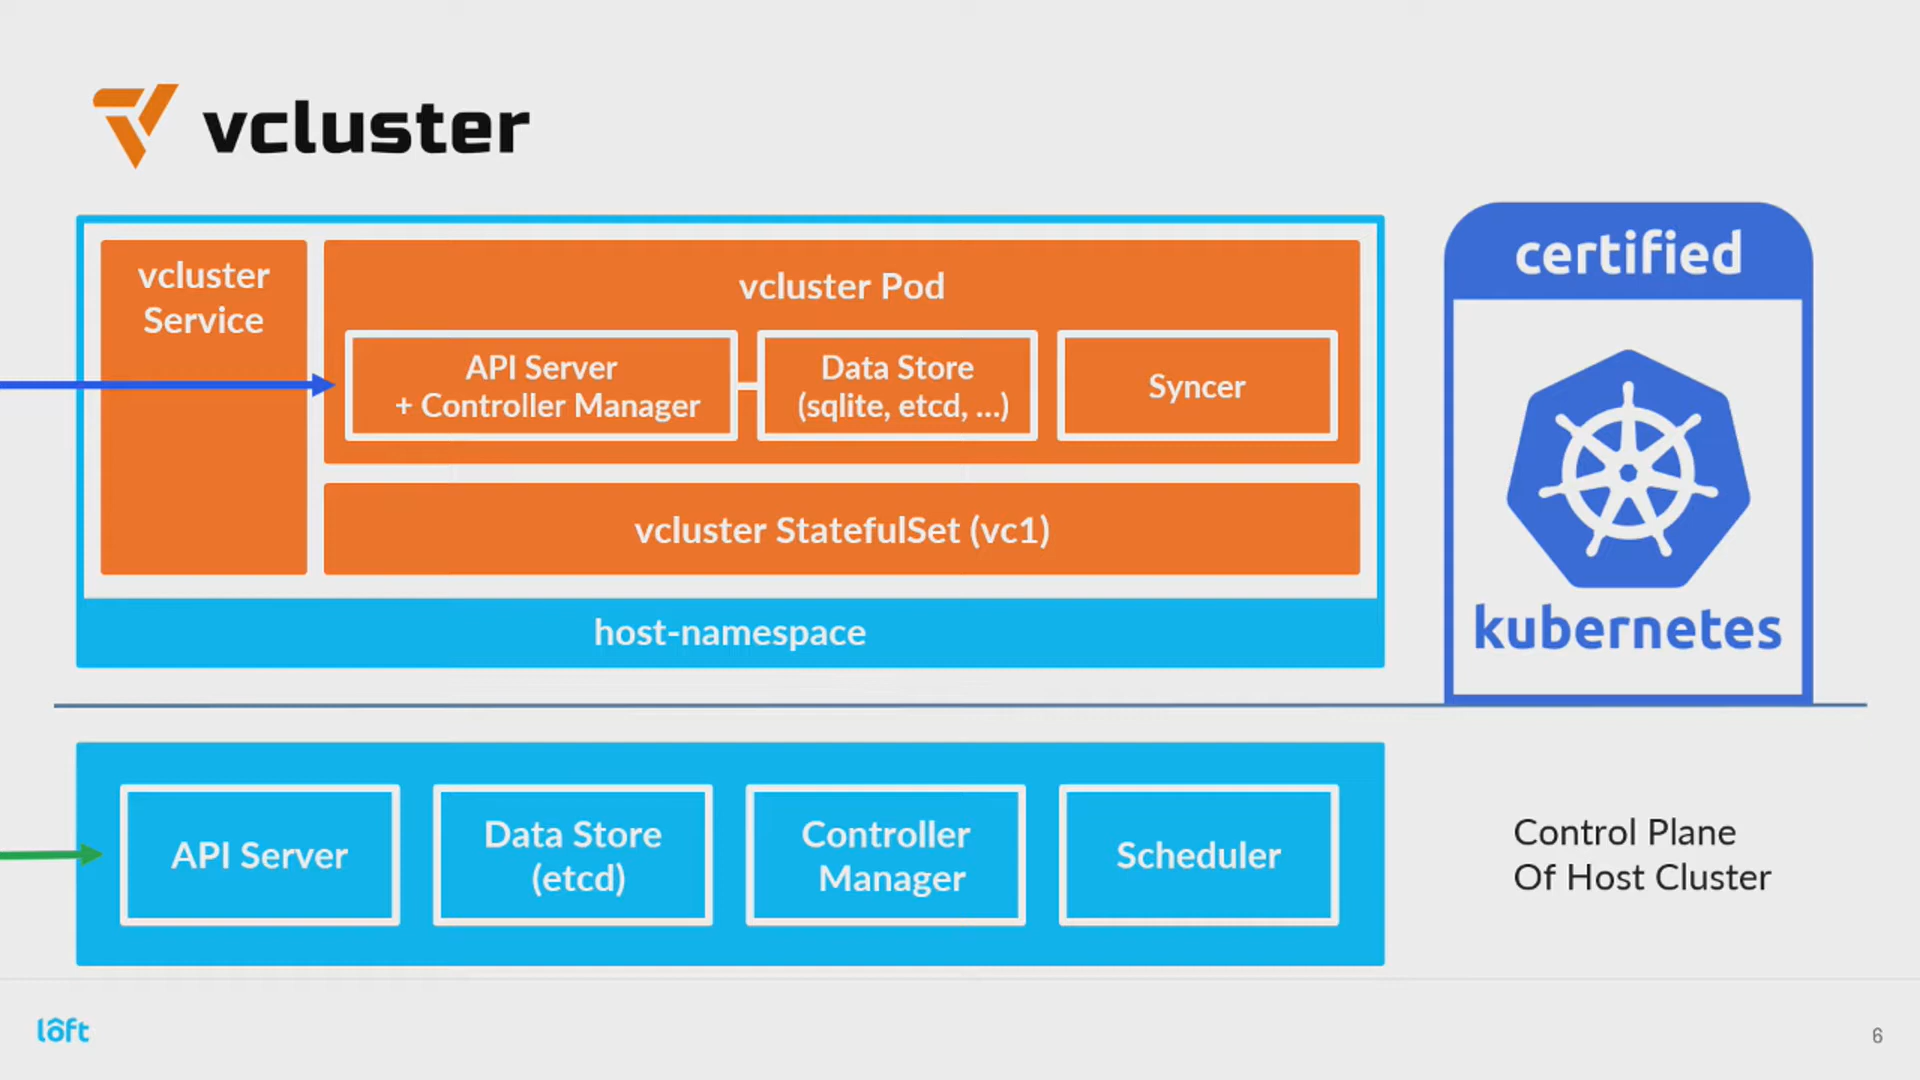 vcluster
certified
vcluster
Service
vcluster Pod
API Server
+ Controller Manager
Data Store
(sqlite, etcd, ...)
Syncer
vcluster StatefulSet (vc1)
host-namespace
kubernetes
API Server
Data Store
(etcd)
Controller
Manager
Scheduler
Control Plane
Of Host Cluster
lôft
6